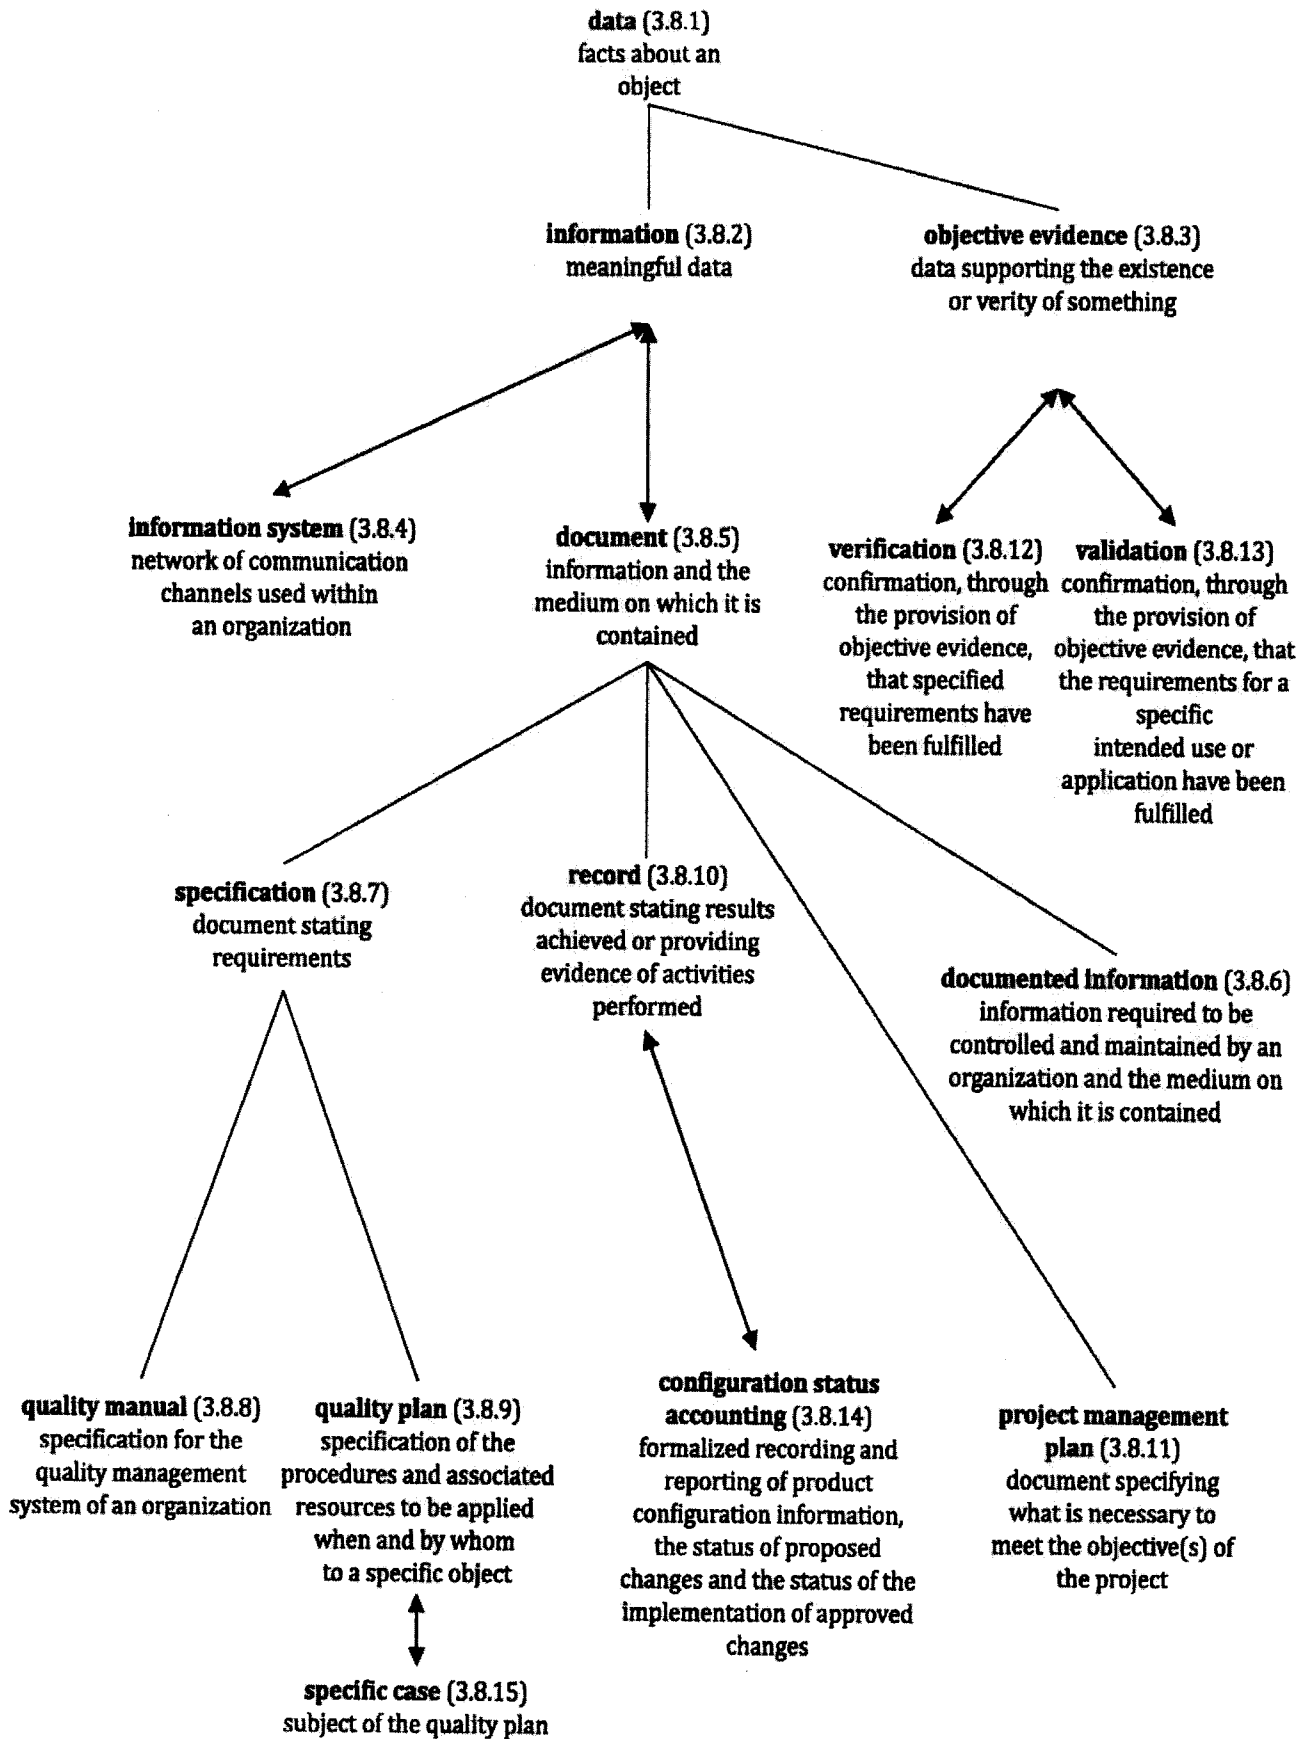 data (3.8.1)
facts about an
object
information (3.8.2)
meaningful data
objective evidence (3.8.3)
data supporting the existence
or verity of something
information system (3.8.4)
network of communication
channels used within
an organization
document (3.8.5)
information and the
medium on which it is
contained
verification (3.8.12)
confirmation, through
the provision of
objective evidence,
that specified
requirements have
been fulfilled
validation (3.8.13)
confirmation, through
the provision of
objective evidence, that
the requirements for a
specific
intended use or
application have been
fulfilled
specification (3.8.7)
document stating
requirements
record (3.8.10)
document stating results
achieved or providing
evidence of activities
performed
documented information (3.8.6)
information required to be
controlled and maintained by an
organization and the medium on
which it is contained
quality manual (3.8.8)
specification for the
quality management
system of an organization
quality plan (3.8.9)
specification of the
procedures and associated
resources to be applied
when and by whom
to a specific object
configuration status
accounting (3.8.14)
formalized recording and
reporting of product
configuration information,
the status of proposed
changes and the status of the
implementation of approved
changes
project management
plan (3.8.11)
document specifying
what is necessary to
meet the objective(s) of
the project
specific case (3.8.15)
subject of the quality plan